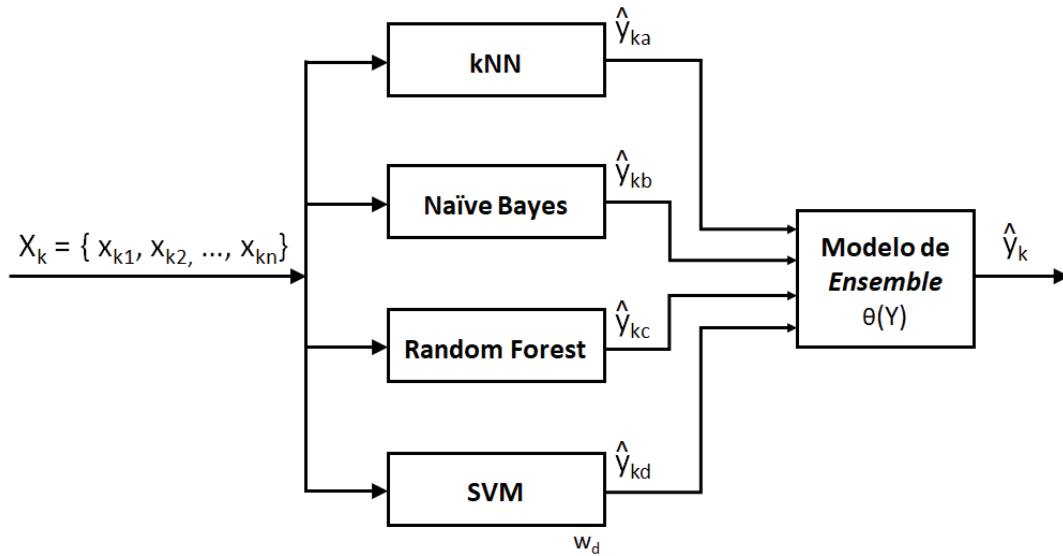 ŷka
kNN
ŷkb
Naïve Bayes
Xk = { xk1, xk2, ..., xkn}
Modelo de
Ensemble
θ(Y)
ŷk
ŷkc
Random Forest
ŷkd
SVM
wd